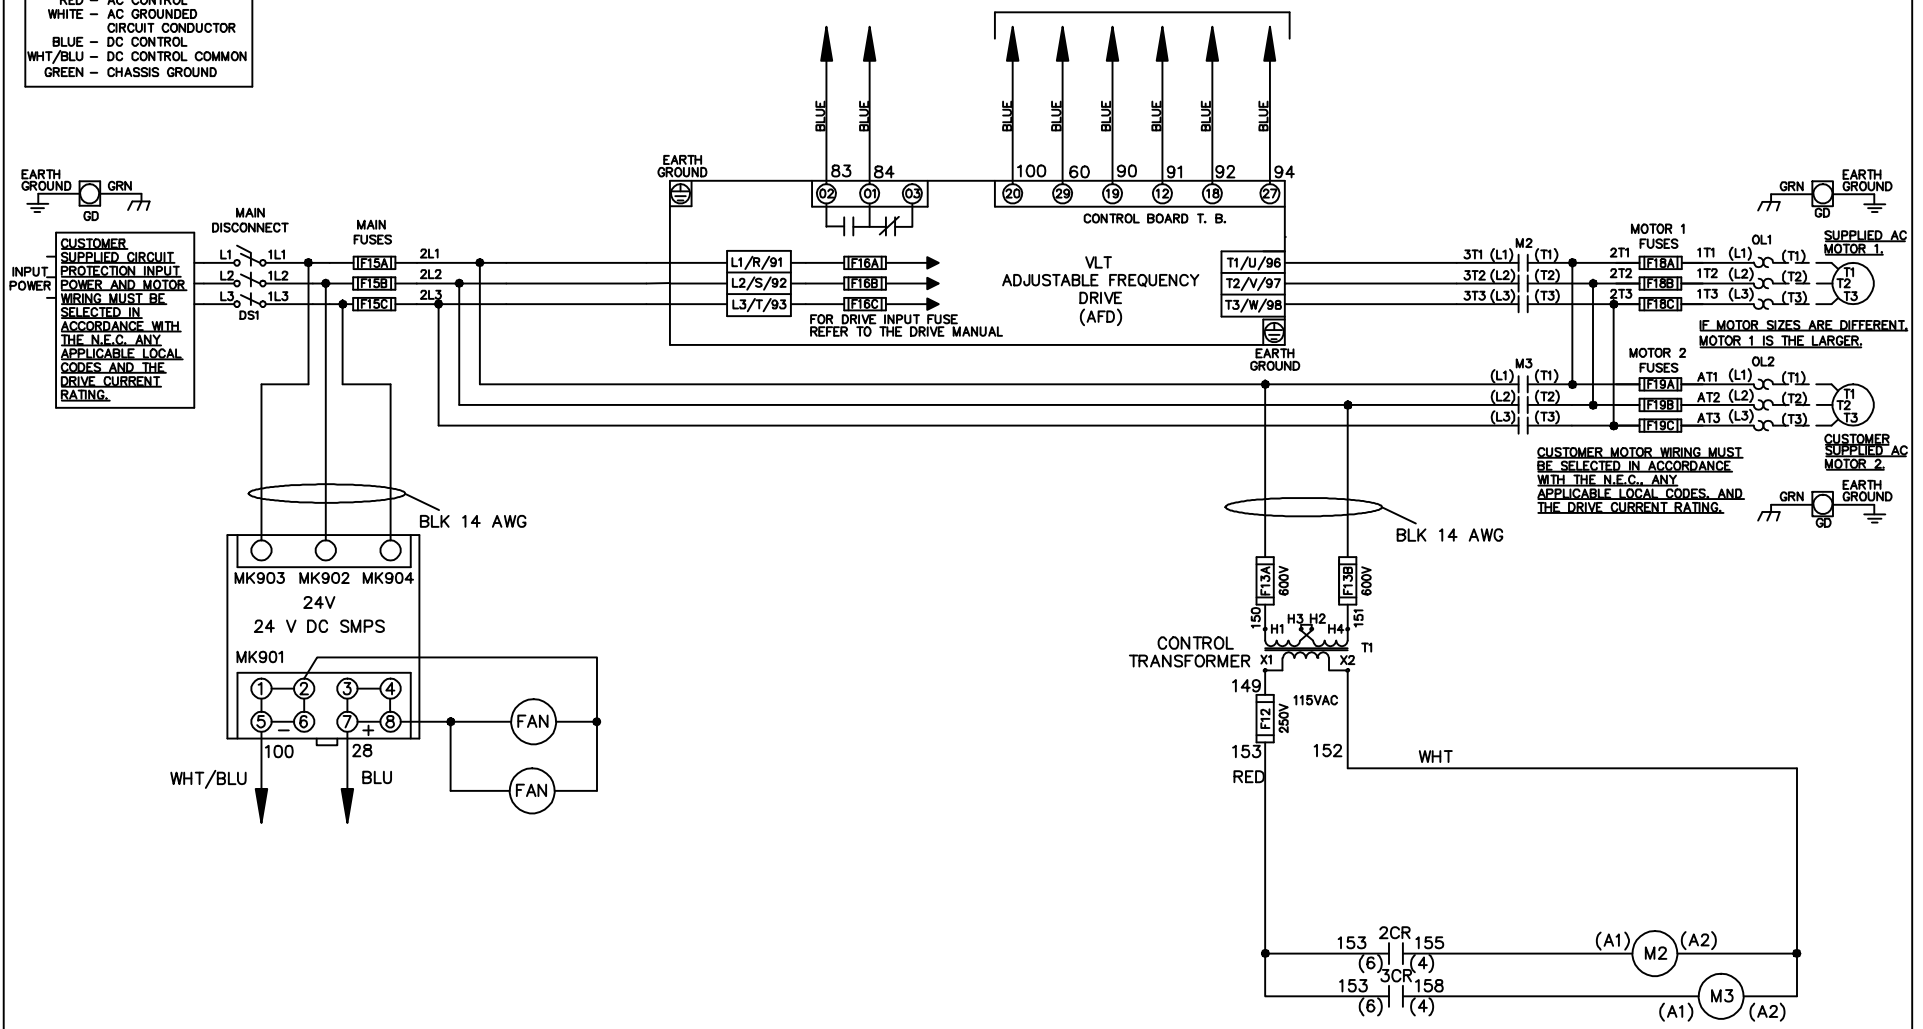 RED – AC CONTROL
WHITE – AC GROUNDED
CIRCUIT CONDUCTOR
BLUE – DC CONTROL
WHT/BLU – DC CONTROL COMMON
GREEN – CHASSIS GROUND
BLUE BLUE BLUE BLUE BLUE BLUE BLUE BLUE
EARTH
GROUND
83 84 100 60 90 91 92 94
02 01 03 20 29 19 12 18 27
CONTROL BOARD T. B.
EARTH
GROUND GRN
GD
MAIN
DISCONNECT
MAIN
FUSES
CUSTOMER
SUPPLIED CIRCUIT
PROTECTION INPUT
POWER AND MOTOR
WIRING MUST BE
SELECTED IN
ACCORDANCE WITH
THE N.E.C. ANY
APPLICABLE LOCAL
CODES AND THE
DRIVE CURRENT
RATING.
INPUT
POWER
L1 1L1 F15A 2L1
L2 1L2 F15B 2L2
L3 1L3 F15C 2L3
DS1
L1/R/91 F16A
L2/S/92 F16B
L3/T/93 F16C
FOR DRIVE INPUT FUSE
REFER TO THE DRIVE MANUAL
VLT
ADJUSTABLE FREQUENCY
DRIVE
(AFD)
T1/U/96
T2/V/97
T3/W/98
EARTH
GROUND
GRN EARTH
GROUND
GD
M2
MOTOR 1
FUSES
OL1
SUPPLIED AC
MOTOR 1.
3T1 (L1) (T1) 2T1 F18A 1T1 (L1) (T1) T1
3T2 (L2) (T2) 2T2 F18B 1T2 (L2) (T2) T2
3T3 (L3) (T3) 2T3 F18C 1T3 (L3) (T3) T3
IF MOTOR SIZES ARE DIFFERENT,
MOTOR 1 IS THE LARGER.
M3
MOTOR 2
FUSES
OL2
(L1) (T1) F19A AT1 (L1) (T1) T1
(L2) (T2) F19B AT2 (L2) (T2) T2
(L3) (T3) F19C AT3 (L3) (T3) T3
CUSTOMER
SUPPLIED AC
MOTOR 2.
CUSTOMER MOTOR WIRING MUST
BE SELECTED IN ACCORDANCE
WITH THE N.E.C., ANY
APPLICABLE LOCAL CODES, AND
THE DRIVE CURRENT RATING.
GRN EARTH
GROUND
GD
BLK 14 AWG
MK903 MK902 MK904
24V
24 V DC SMPS
MK901
1 2 3 4
5 – 6 7 + 8
100 28
WHT/BLU BLU
FAN
FAN
BLK 14 AWG
F13A 600V F13B 600V
150 151
H1 H3 H2 H4
CONTROL
TRANSFORMER
T1
X1 X2
149
115VAC
F12 250V
153 152
RED WHT
2CR
153 155 (A1) M2 (A2)
(6) (4)
3CR
153 158 M3
(6) (4) (A1) (A2)